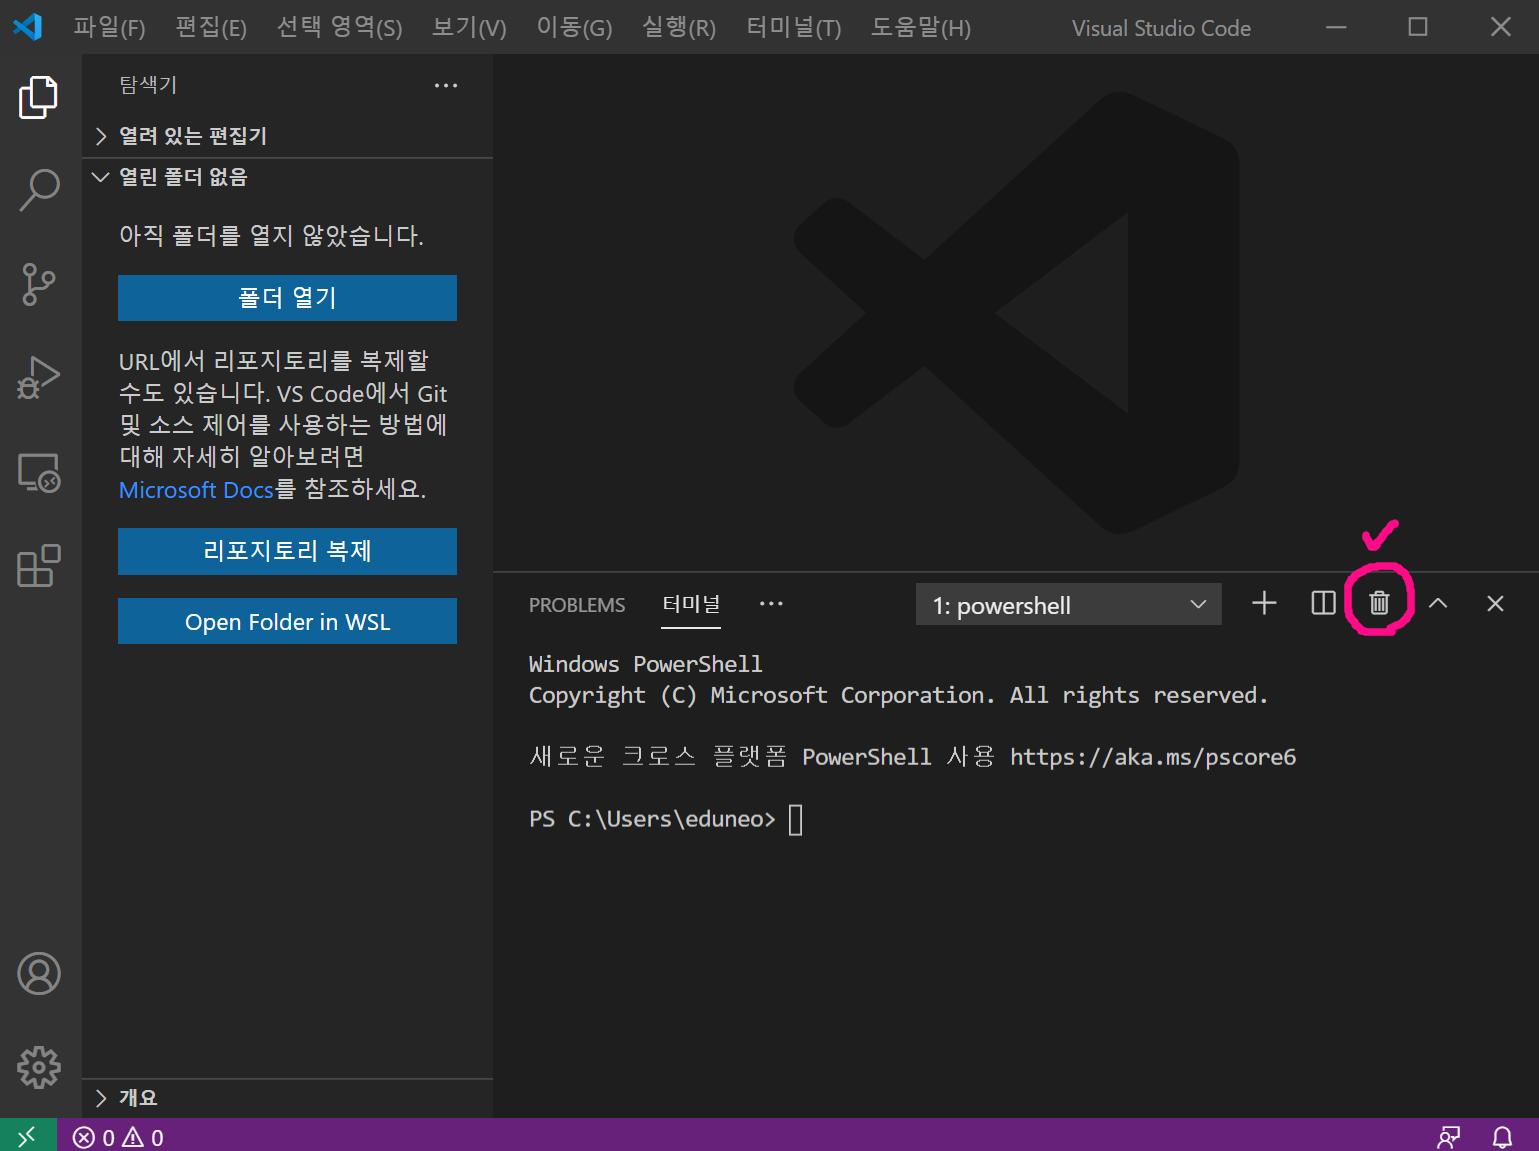 파일(F) 편집(E) 선택 영역(S) 보기(V) 이동(G) 실행(R) 터미널(T) 도움말(H) Visual Studio Code
탐색기
열려 있는 편집기
열린 폴더 없음
아직 폴더를 열지 않았습니다.
폴더 열기
URL에서 리포지토리를 복제할
수도 있습니다. VS Code에서 Git
및 소스 제어를 사용하는 방법에
대해 자세히 알아보려면
Microsoft Docs를 참조하세요.
리포지토리 복제
Open Folder in WSL
개요
PROBLEMS 터미널 1: powershell
Windows PowerShell
Copyright (C) Microsoft Corporation. All rights reserved.
새로운 크로스 플랫폼 PowerShell 사용 https://aka.ms/pscore6
PS C:\Users\eduneo>
0 0